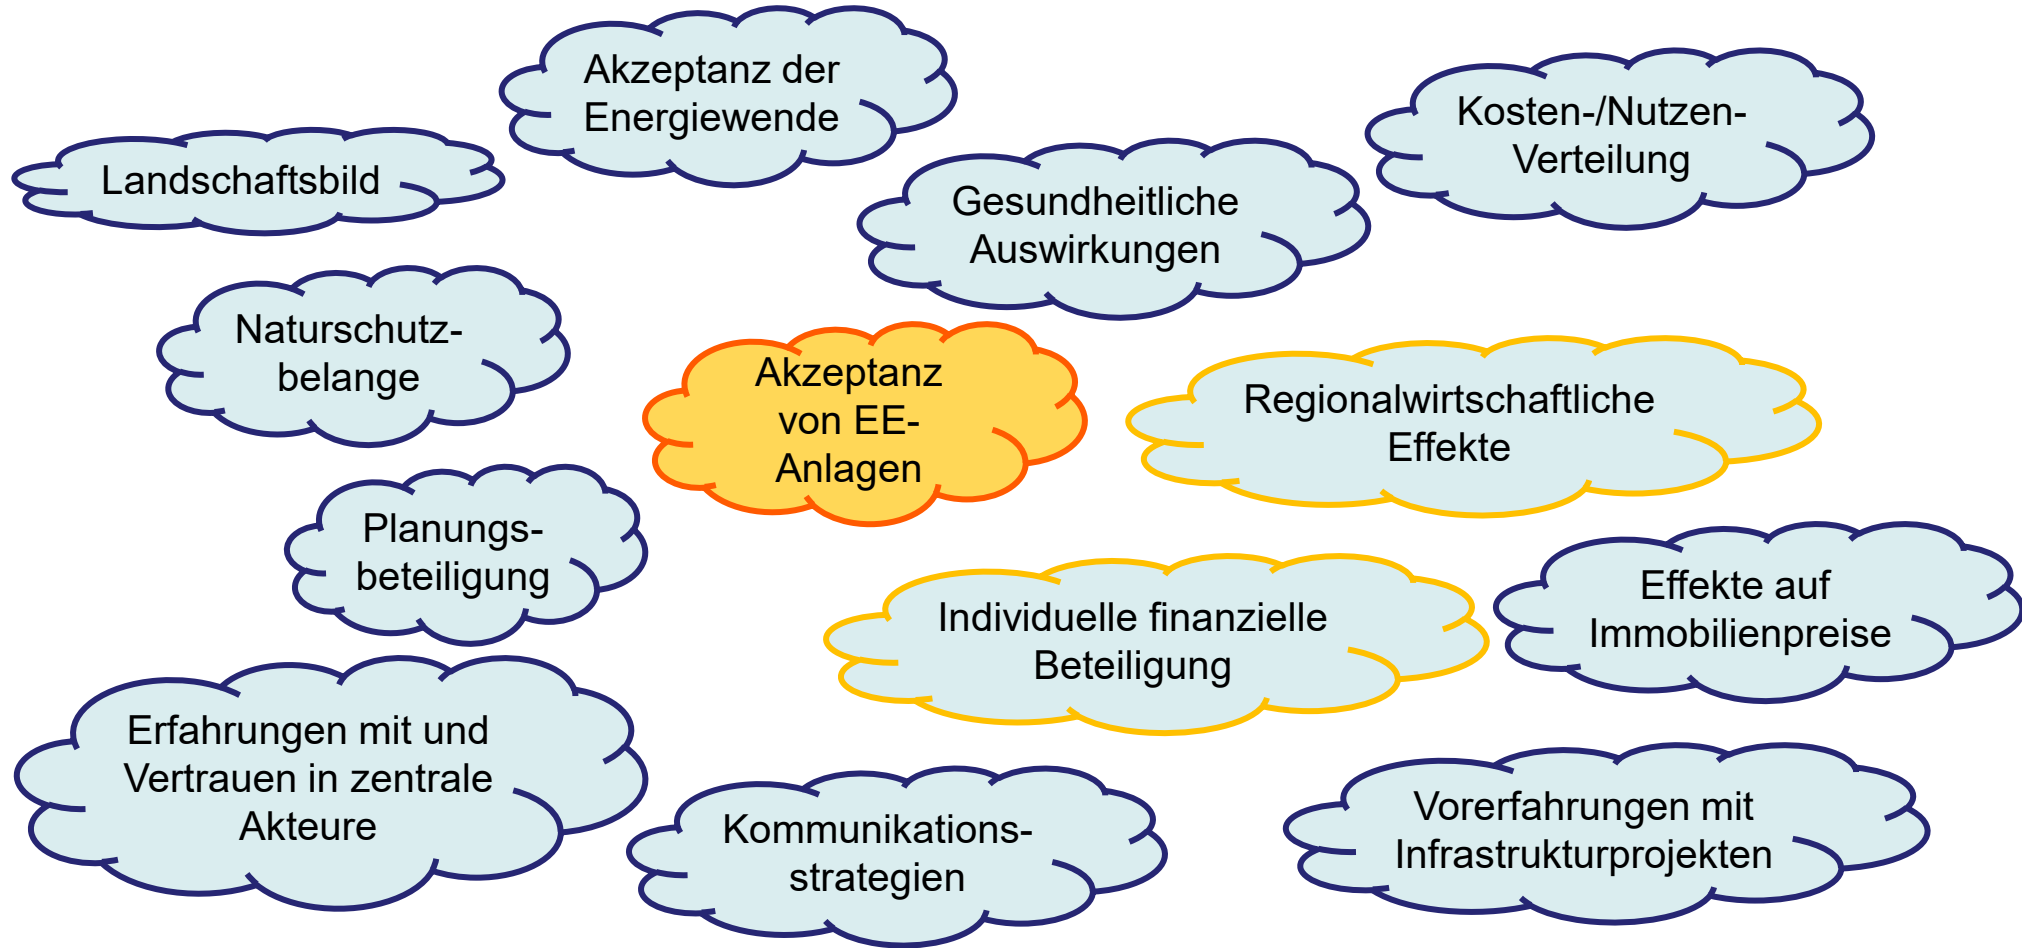 Akzeptanz der
Energiewende
Kosten-/Nutzen-
Verteilung
Landschaftsbild
Gesundheitliche
Auswirkungen
Naturschutz-
belange
Akzeptanz
von EE-
Anlagen
Regionalwirtschaftliche
Effekte
Planungs-
beteiligung
Individuelle finanzielle
Beteiligung
Effekte auf
Immobilienpreise
Erfahrungen mit und
Vertrauen in zentrale
Akteure
Kommunikations-
strategien
Vorerfahrungen mit
Infrastrukturprojekten